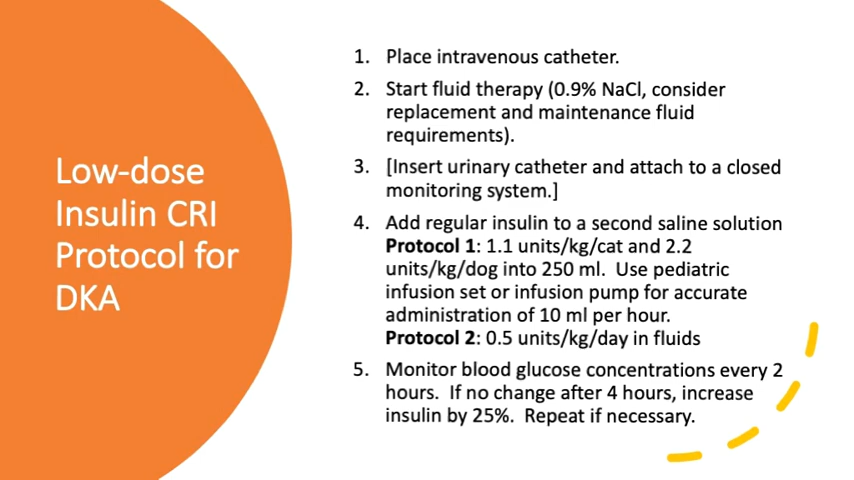 Low-dose
Insulin CRI
Protocol for
DKA
1. Place intravenous catheter.
2. Start fluid therapy (0.9% NaCl, consider
replacement and maintenance fluid
requirements).
3. [Insert urinary catheter and attach to a closed
monitoring system.]
4. Add regular insulin to a second saline solution
Protocol 1: 1.1 units/kg/cat and 2.2
units/kg/dog into 250 ml. Use pediatric
infusion set or infusion pump for accurate
administration of 10 ml per hour.
Protocol 2: 0.5 units/kg/day in fluids
5. Monitor blood glucose concentrations every 2
hours. If no change after 4 hours, increase
insulin by 25%. Repeat if necessary.